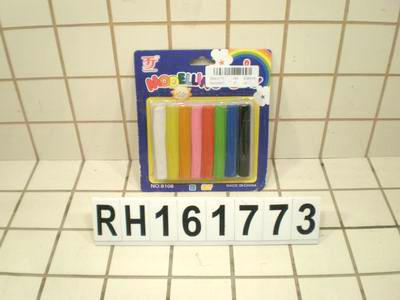 MODELLING
NO.8108
MADE IN CHINA
RH161773